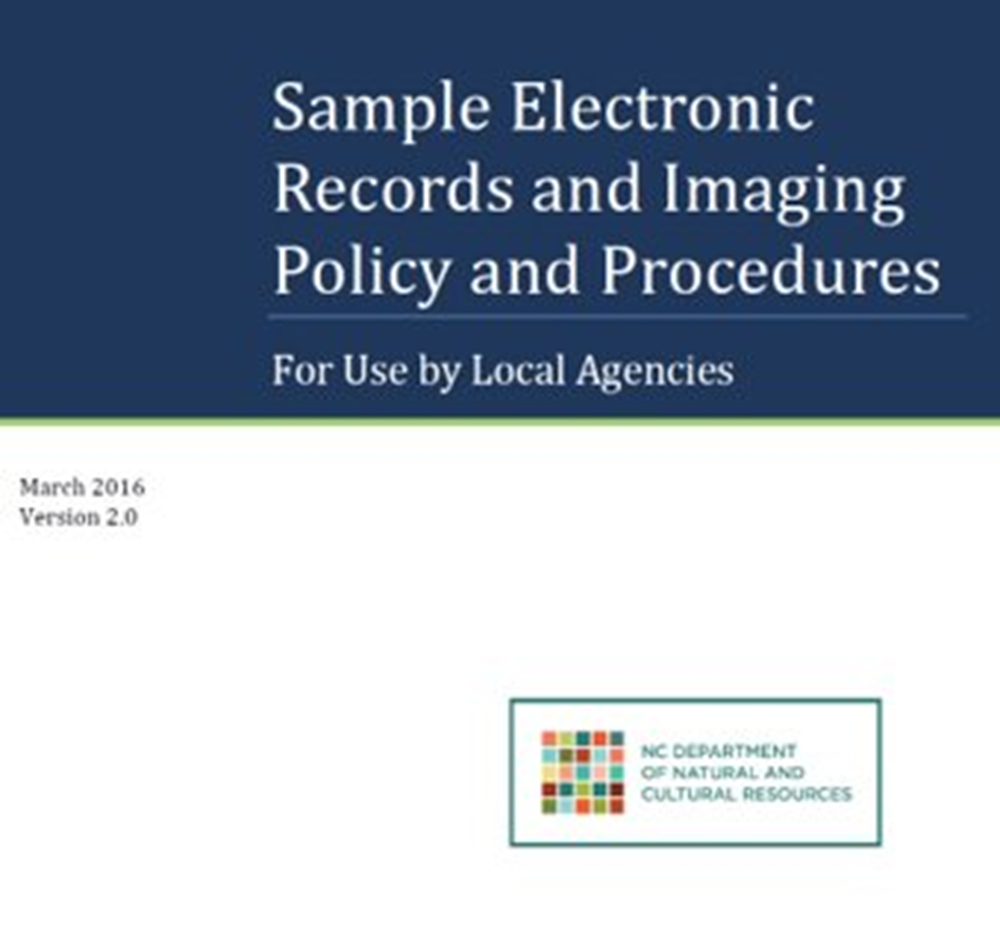 Sample Electronic
Records and Imaging
Policy and Procedures
For Use by Local Agencies
March 2016
Version 2.0
NC DEPARTMENT
OF NATURAL AND
CULTURAL RESOURCES